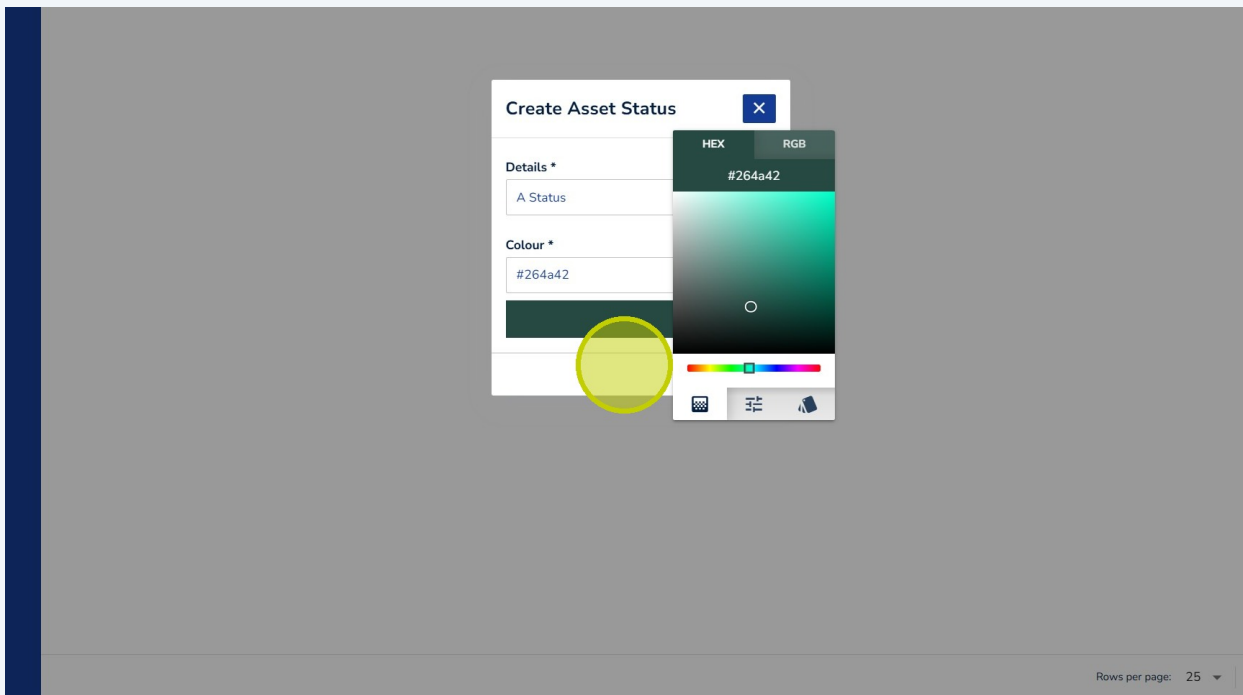 Create Asset Status
HEX RGB
#264a42
Details *
A Status
Colour *
#264a42
Rows per page: 25